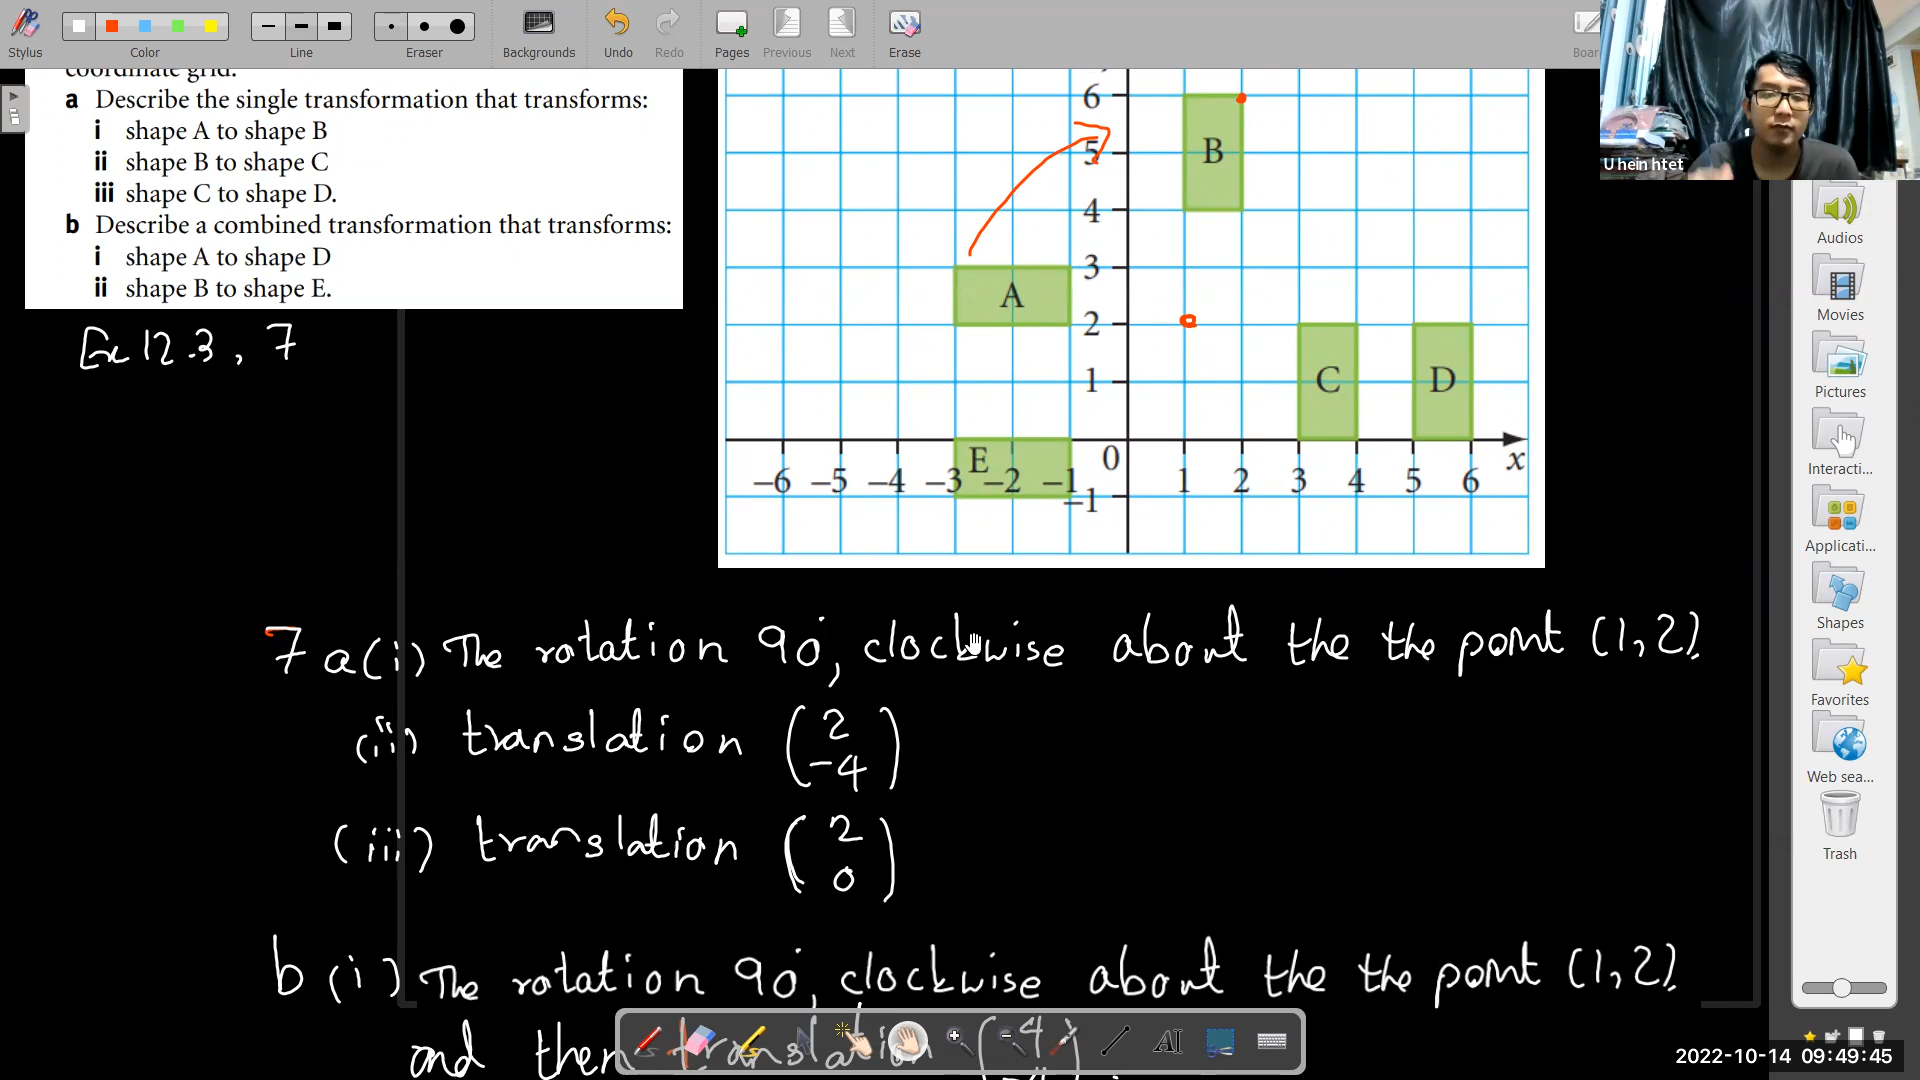 Stylus
Color
Line
Eraser
Backgrounds
Undo
Redo
Pages
Previous
Next
Erase
Boar
coordinate grid.
a Describe the single transformation that transforms:
i shape A to shape B
ii shape B to shape C
iii shape C to shape D.
b Describe a combined transformation that transforms:
i shape A to shape D
ii shape B to shape E.
Ex 12.3, 7
6
5
4
3
2
1
0
−1
−6 −5 −4 −3 −2 −1 1 2 3 4 5 6 x
A
B
C
D
E
U hein htet
Audios
Movies
Pictures
Interacti...
Applicati...
Shapes
Favorites
Web sea...
Trash
7 a(i) The rotation 90°, clockwise about the the point (1,2).
(ii) translation (2
-4)
(iii) translation (2
0)
b (i) The rotation 90°, clockwise about the the point (1,2).
and then translation (4
-4).
2022-10-14 09:49:45